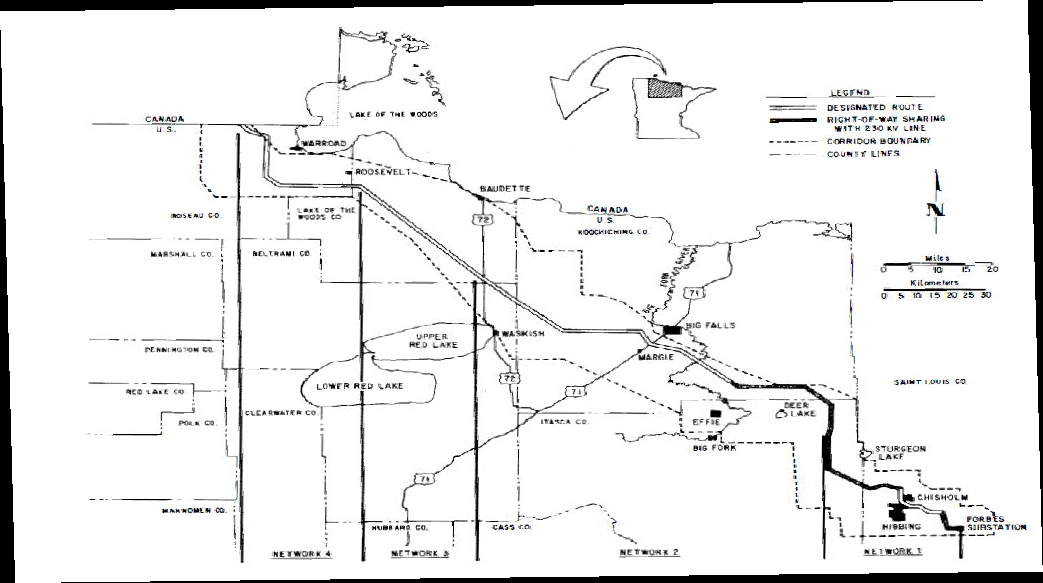 LAKE OF THE WOODS
CANADA
U.S.
WARROAD
ROOSEVELT
BAUDETTE
72
CANADA
U.S.
KOOCHICHING CO.
ROSEAU CO.
LAKE OF THE
WOODS CO
MARSHALL CO.
BELTRAMI CO.
LEGEND
DESIGNATED ROUTE
RIGHT-OF-WAY SHARING
WITH 230 KV LINE
CORRIDOR BOUNDARY
COUNTY LINES
N
Miles
0 5 10 15 20
Kilometers
0 5 10 15 20 25 30
BIG
FORK
RIVER
71
BIG FALLS
MARGIE
UPPER
RED LAKE
WASKISH
PENNINGTON CO.
RED LAKE CO
LOWER RED LAKE
72
71
SAINT LOUIS CO.
POLK CO.
CLEARWATER CO.
ITASCA CO.
EFFIE
DEER
LAKE
BIG FORK
STURGEON
LAKE
71
CHISHOLM
HIBBING
FORBES
SUBSTATION
MAHNOMEN CO.
HUBBARD CO.
CASS CO.
NETWORK 4
NETWORK 3
NETWORK 2
NETWORK 1